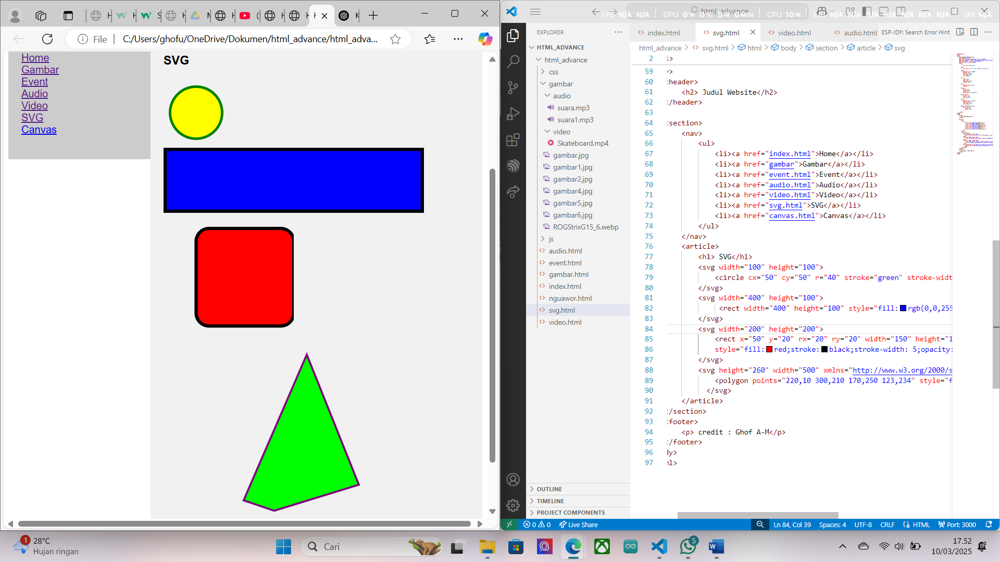 File
C:/Users/ghofu/OneDrive/Dokumen/html_advance/html_adva...
Home
Gambar
Event
Audio
Video
SVG
Canvas
SVG
html_advance
FPS N/A N/A GPU 0% 0°C 0W 0MHz CPU 10% LAT N/A N/A N/A N/A N/A N/A N/A SM N/A
EXPLORER
HTML_ADVANCE
html_advance
css
gambar
audio
suara.mp3
suara1.mp3
video
Skateboard.mp4
gambar.jpg
gambar1.jpg
gambar2.jpg
gambar4.jpg
gambar5.jpg
gambar6.jpg
ROGStrixG15_6.webp
js
audio.html
event.html
gambar.html
index.html
nguawor.html
svg.html
video.html
OUTLINE
TIMELINE
PROJECT COMPONENTS
index.html
svg.html
video.html
audio.html
ESP-IDF: Search Error Hint
html_advance > svg.html > html > body > section > article > svg
2 l>
59 y>
60 header>
61 <h2> Judul Website</h2>
62 /header>
63
64 section>
65 <nav>
66 <ul>
67 <li><a href="index.html">Home</a></li>
68 <li><a href="gambar">Gambar</a></li>
69 <li><a href="event.html">Event</a></li>
70 <li><a href="audio.html">Audio</a></li>
71 <li><a href="video.html">Video</a></li>
72 <li><a href="svg.html">SVG</a></li>
73 <li><a href="canvas.html">Canvas</a></li>
74 </ul>
75 </nav>
76 <article>
77 <h1> SVG</h1>
78 <svg width="100" height="100">
79 <circle cx="50" cy="50" r="40" stroke="green" stroke-widt
80 </svg>
81 <svg width="400" height="100">
82 <rect width="400" height="100" style="fill:rgb(0,0,255
83 </svg>
84 <svg width="200" height="200">
85 <rect x="50" y="20" rx="20" ry="20" width="150" height="1
86 style="fill:red;stroke:black;stroke-width: 5;opacity:
87 </svg>
88 <svg height="260" width="500" xmlns="http://www.w3.org/2000/s
89 <polygon points="220,10 300,210 170,250 123,234" style="f
90 </svg>
91 </article>
92 /section>
93 footer>
94 <p> credit : Ghof A-M</p>
95 /footer>
96 dy>
97 ml>
0 0
Live Share
Ln 84, Col 39
Spaces: 4
UTF-8
CRLF
HTML
Port: 3000
1
28°C
Hujan ringan
Cari
5
17.52
10/03/2025